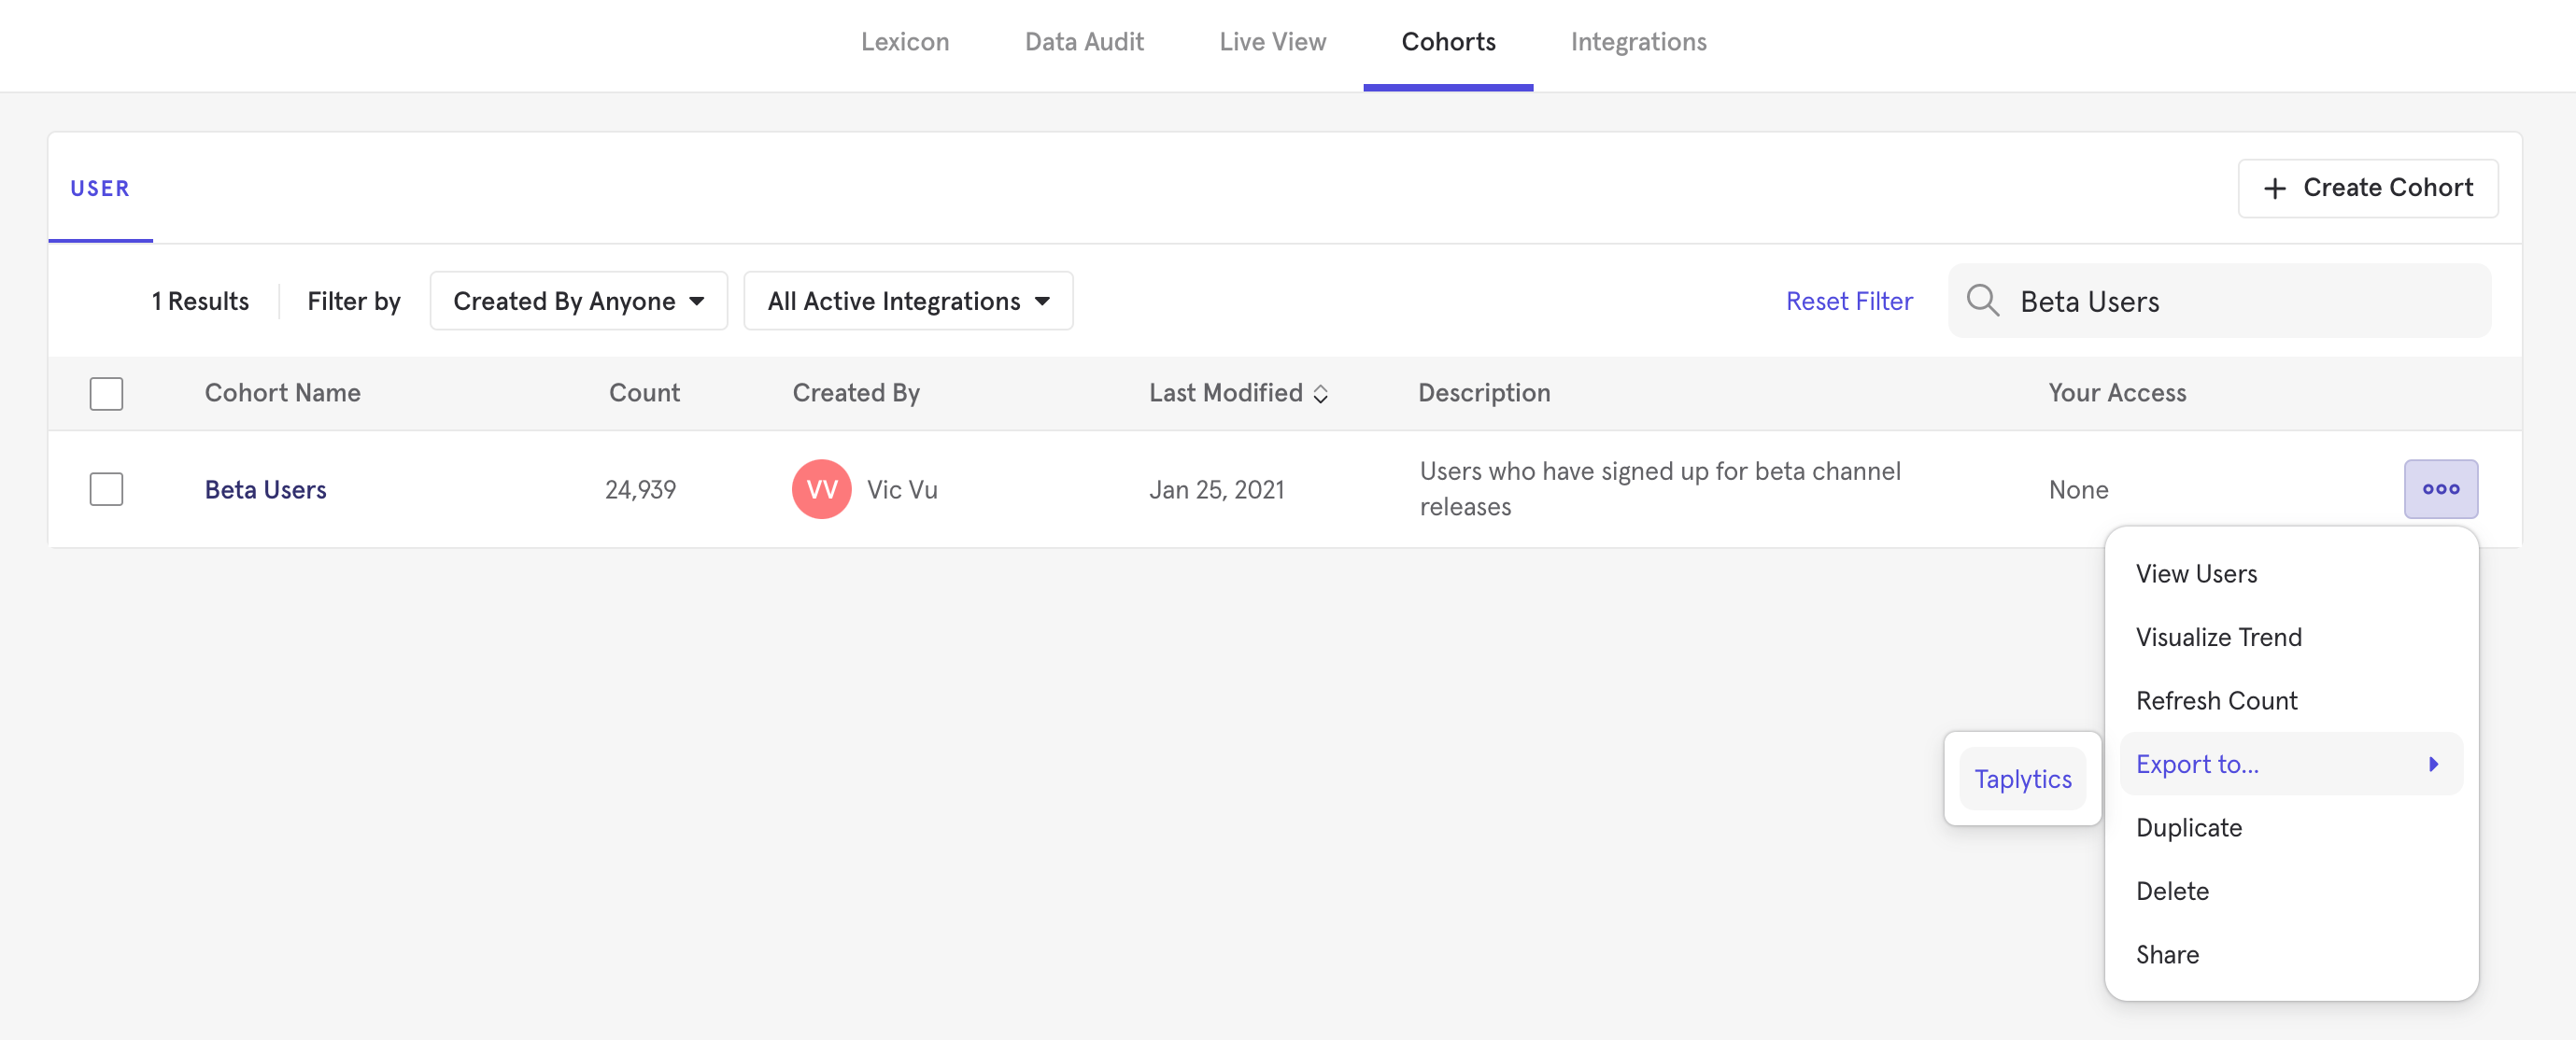 Lexicon Data Audit Live View Cohorts Integrations
USER
+ Create Cohort
1 Results Filter by Created By Anyone All Active Integrations Reset Filter Beta Users
Cohort Name Count Created By Last Modified Description Your Access
Beta Users 24,939 VV Vic Vu Jan 25, 2021 Users who have signed up for beta channel
releases
None
View Users
Visualize Trend
Refresh Count
Export to...
Taplytics
Duplicate
Delete
Share